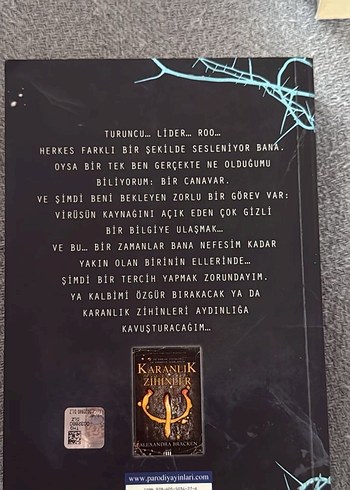 TURUNCU... LİDER... ROO...
HERKES FARKLI BİR ŞEKİLDE SESLENİYOR BANA.
OYSA BİR TEK BEN GERÇEKTE NE OLDUĞUMU
BİLİYORUM: BİR CANAVAR.
VE ŞİMDİ BENİ BEKLEYEN ZORLU BİR GÖREV VAR:
VİRÜSÜN KAYNAĞINI AÇIK EDEN ÇOK GİZLİ
BİR BİLGİYE ULAŞMAK...
VE BU... BİR ZAMANLAR BANA NEFESİM KADAR
YAKIN OLAN BİRİNİN ELLERİNDE...
ŞİMDİ BİR TERCİH YAPMAK ZORUNDAYIM.
YA KALBİMİ ÖZGÜR BIRAKACAK YA DA
KARANLIK ZİHİNLERİ AYDINLIĞA
KAVUŞTURACAĞIM...
KARANLIK
ZİHİNLER
ALEXANDRA BRACKEN
www.parodiyayinlari.com